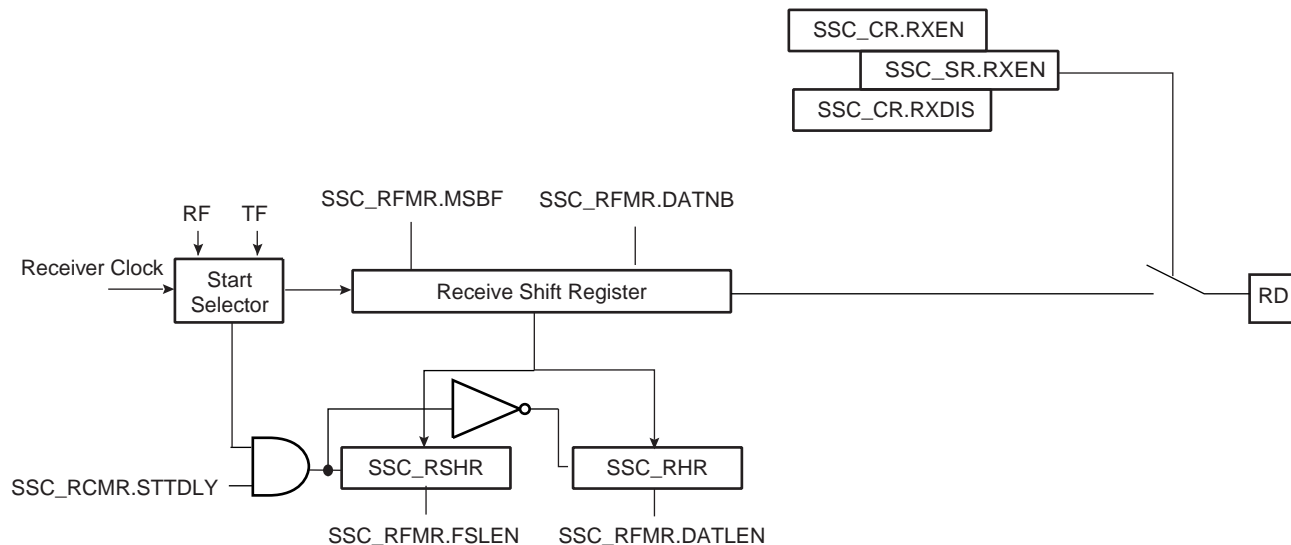 SSC_CR.RXEN
SSC_SR.RXEN
SSC_CR.RXDIS
SSC_RFMR.MSBF
SSC_RFMR.DATNB
RF
TF
Receiver Clock
Start
Selector
Receive Shift Register
RD
SSC_RSHR
SSC_RHR
SSC_RCMR.STTDLY
SSC_RFMR.FSLEN
SSC_RFMR.DATLEN